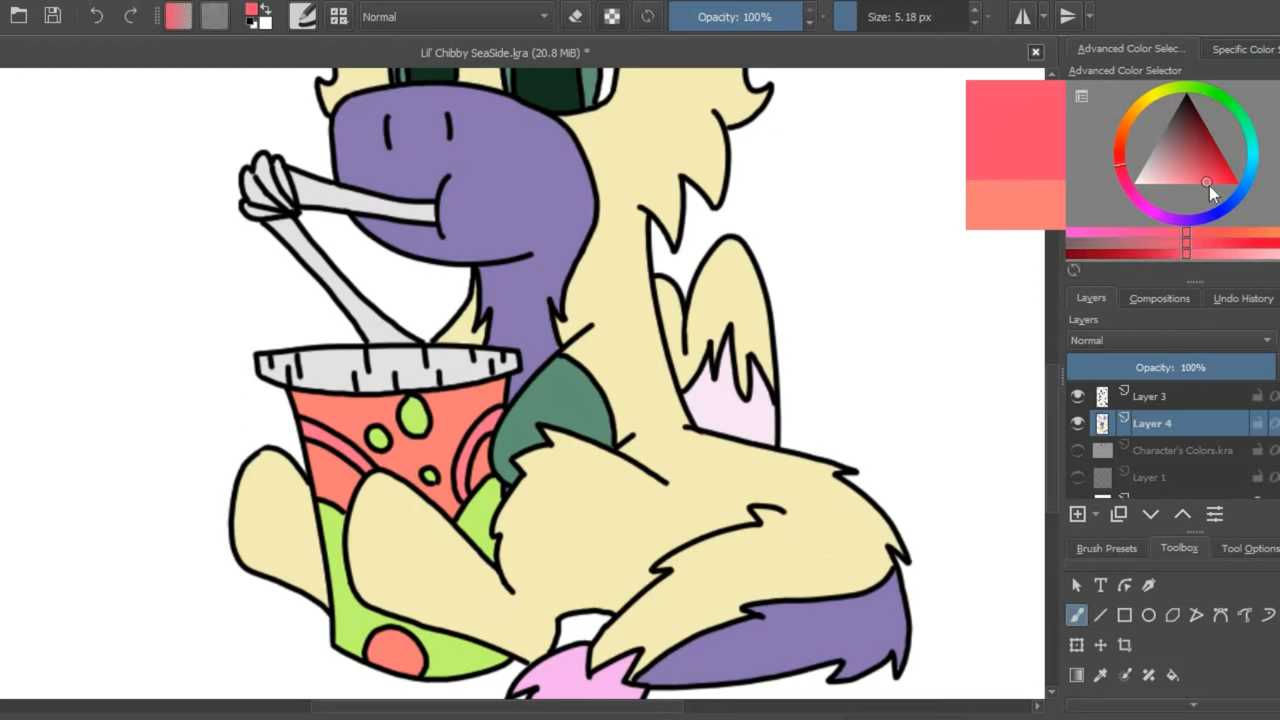 Normal
Opacity: 100%
Size: 5.18 px
Lil' Chibby SeaSide.kra (20.8 MiB) *
Advanced Color Selec...
Specific Color S
Advanced Color Selector
Layers
Compositions
Undo History
Layers
Normal
Opacity: 100%
Layer 3
Layer 4
Character's Colors.kra
Layer 1
Brush Presets
Toolbox
Tool Options